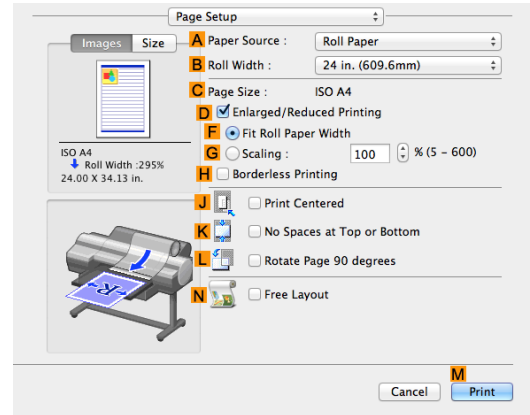 Page Setup
Images Size
A Paper Source : Roll Paper
B Roll Width : 24 in. (609.6mm)
C Page Size : ISO A4
D Enlarged/Reduced Printing
F Fit Roll Paper Width
G Scaling : 100 % (5 – 600)
H Borderless Printing
ISO A4
Roll Width :295%
24.00 X 34.13 in.
J Print Centered
K No Spaces at Top or Bottom
L Rotate Page 90 degrees
N Free Layout
R
M
Cancel Print